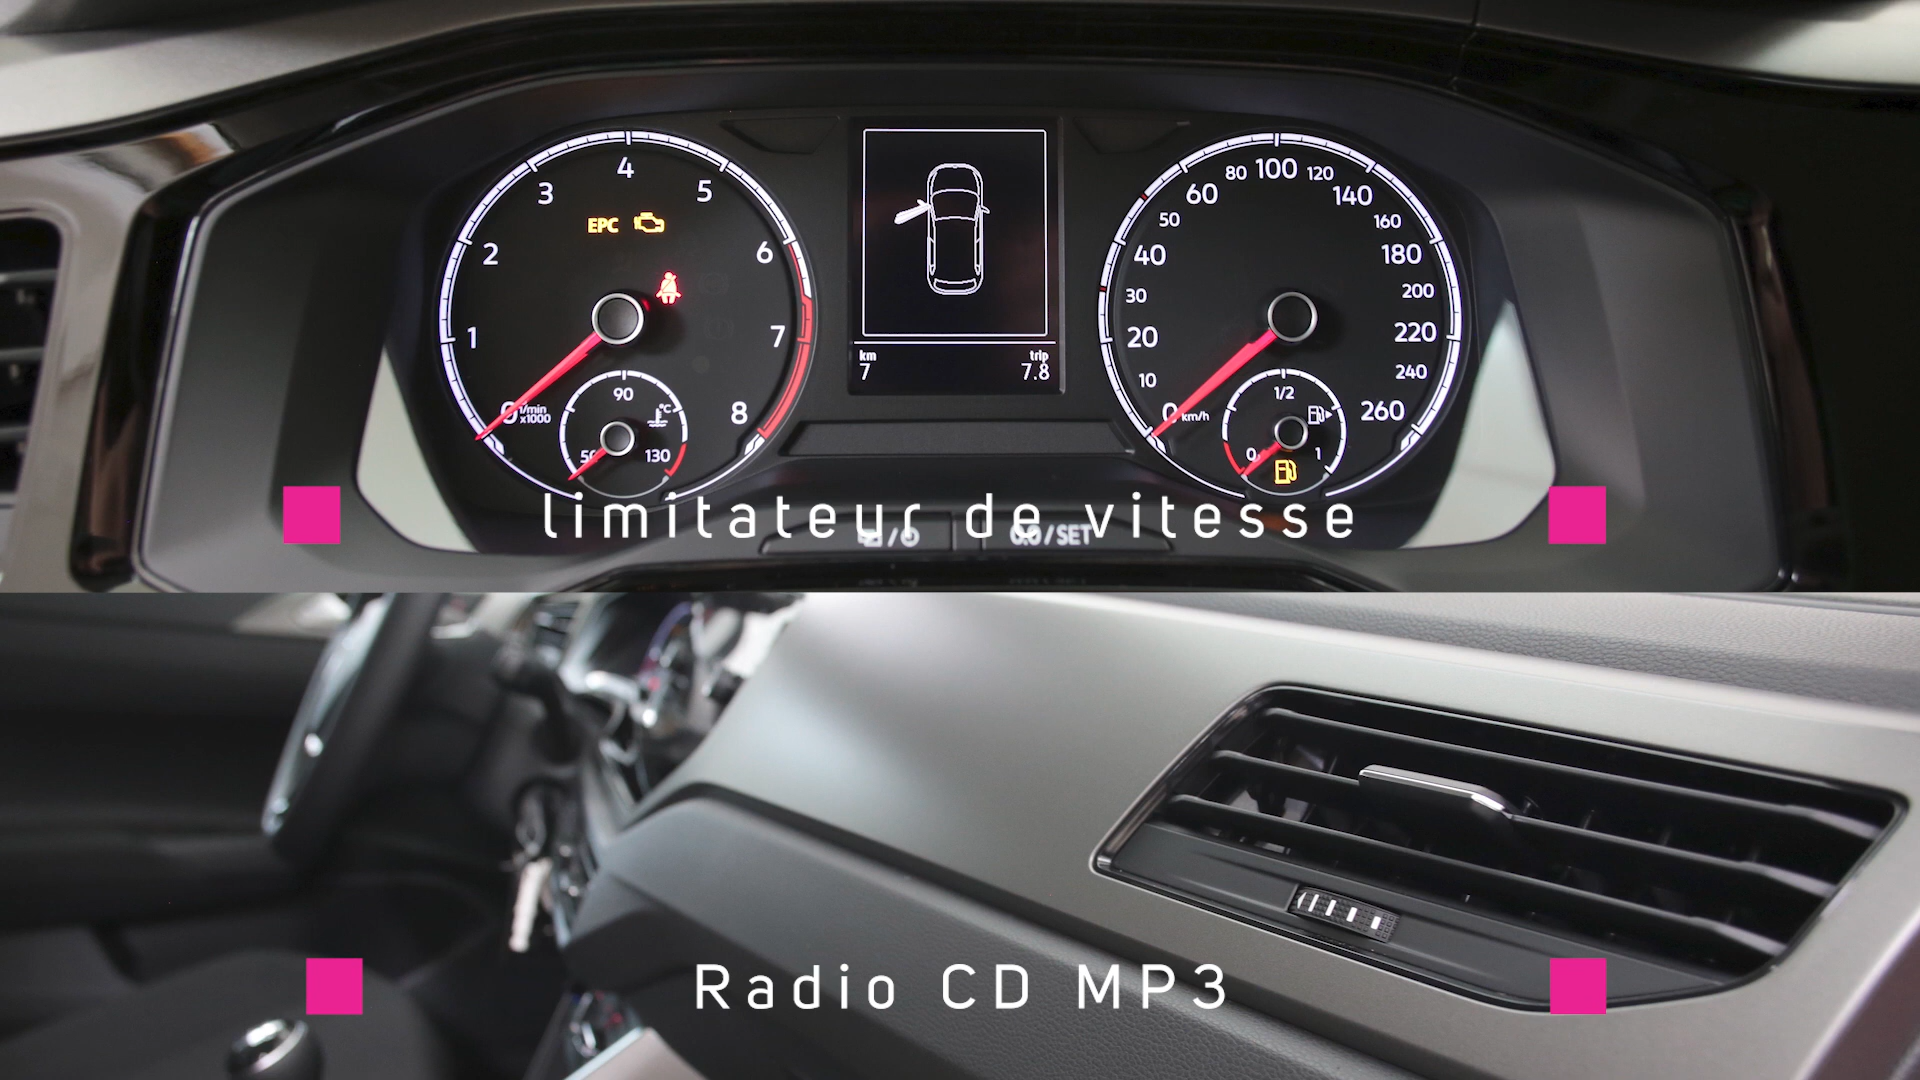 4
3 5
EPC
2 6
1 7
0 1/min x1000 8
90
°C
50 130
km trip
7 7.8
80 100 120
60 140
50 160
40 180
30 200
20 220
10 240
0 km/h 260
1/2
0 1
limitateur de vitesse
0.0/SET
Radio CD MP3